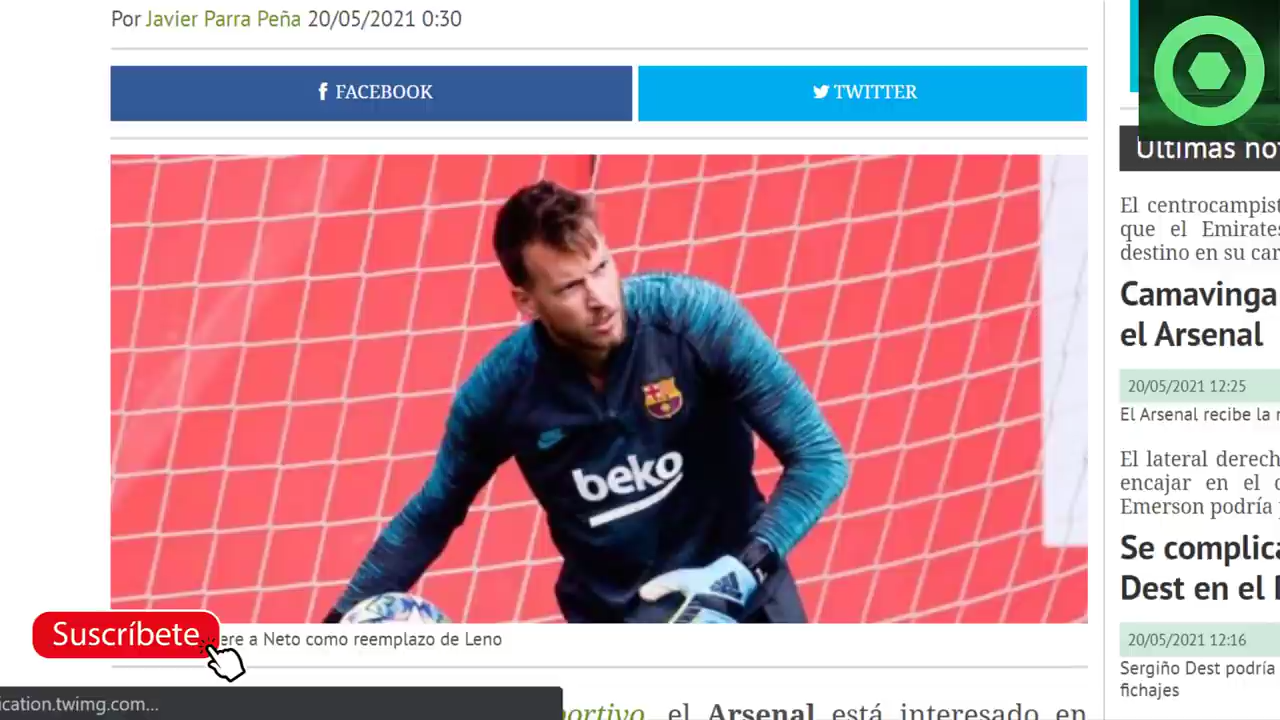 Por Javier Parra Peña 20/05/2021 0:30
FACEBOOK
TWITTER
beko
Suscríbete
ere a Neto como reemplazo de Leno
ication.twimg.com...
portivo, el Arsenal está interesado en
Últimas no
El centrocampist
que el Emirates
destino en su car
Camavinga
el Arsenal
20/05/2021 12:25
El Arsenal recibe la
El lateral derech
encajar en el
Emerson podría
Se complica
Dest en el
20/05/2021 12:16
Sergiño Dest podría
fichajes